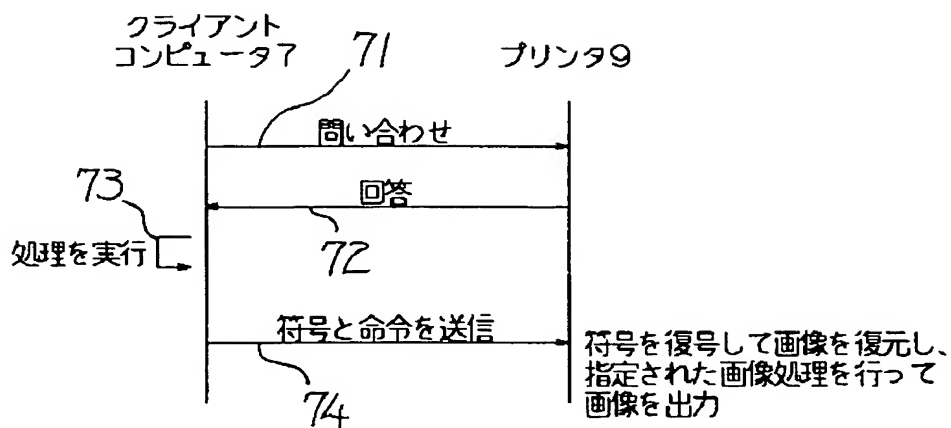 クライアント
コンピュータ7
プリンタ9
71
問い合わせ
回答
72
73
処理を実行
符号と命令を送信
74
符号を復号して画像を復元し、
指定された画像処理を行って
画像を出力